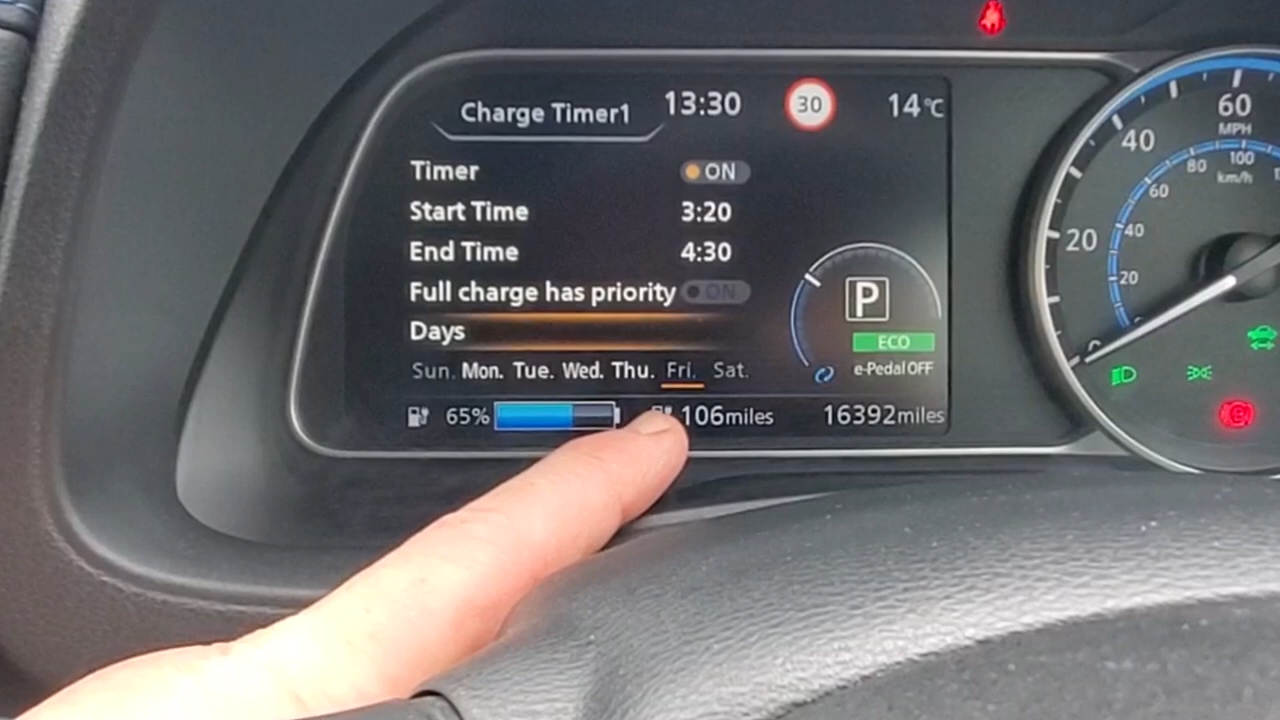 Charge Timer1 13:30 30 14°C
Timer ON
Start Time 3:20
End Time 4:30
Full charge has priority ON
Days
Sun. Mon. Tue. Wed. Thu. Fri. Sat.
65% 106miles 16392miles
P
ECO
e-Pedal OFF
60
MPH
40
20
0
100
80
km/h
60
40
20